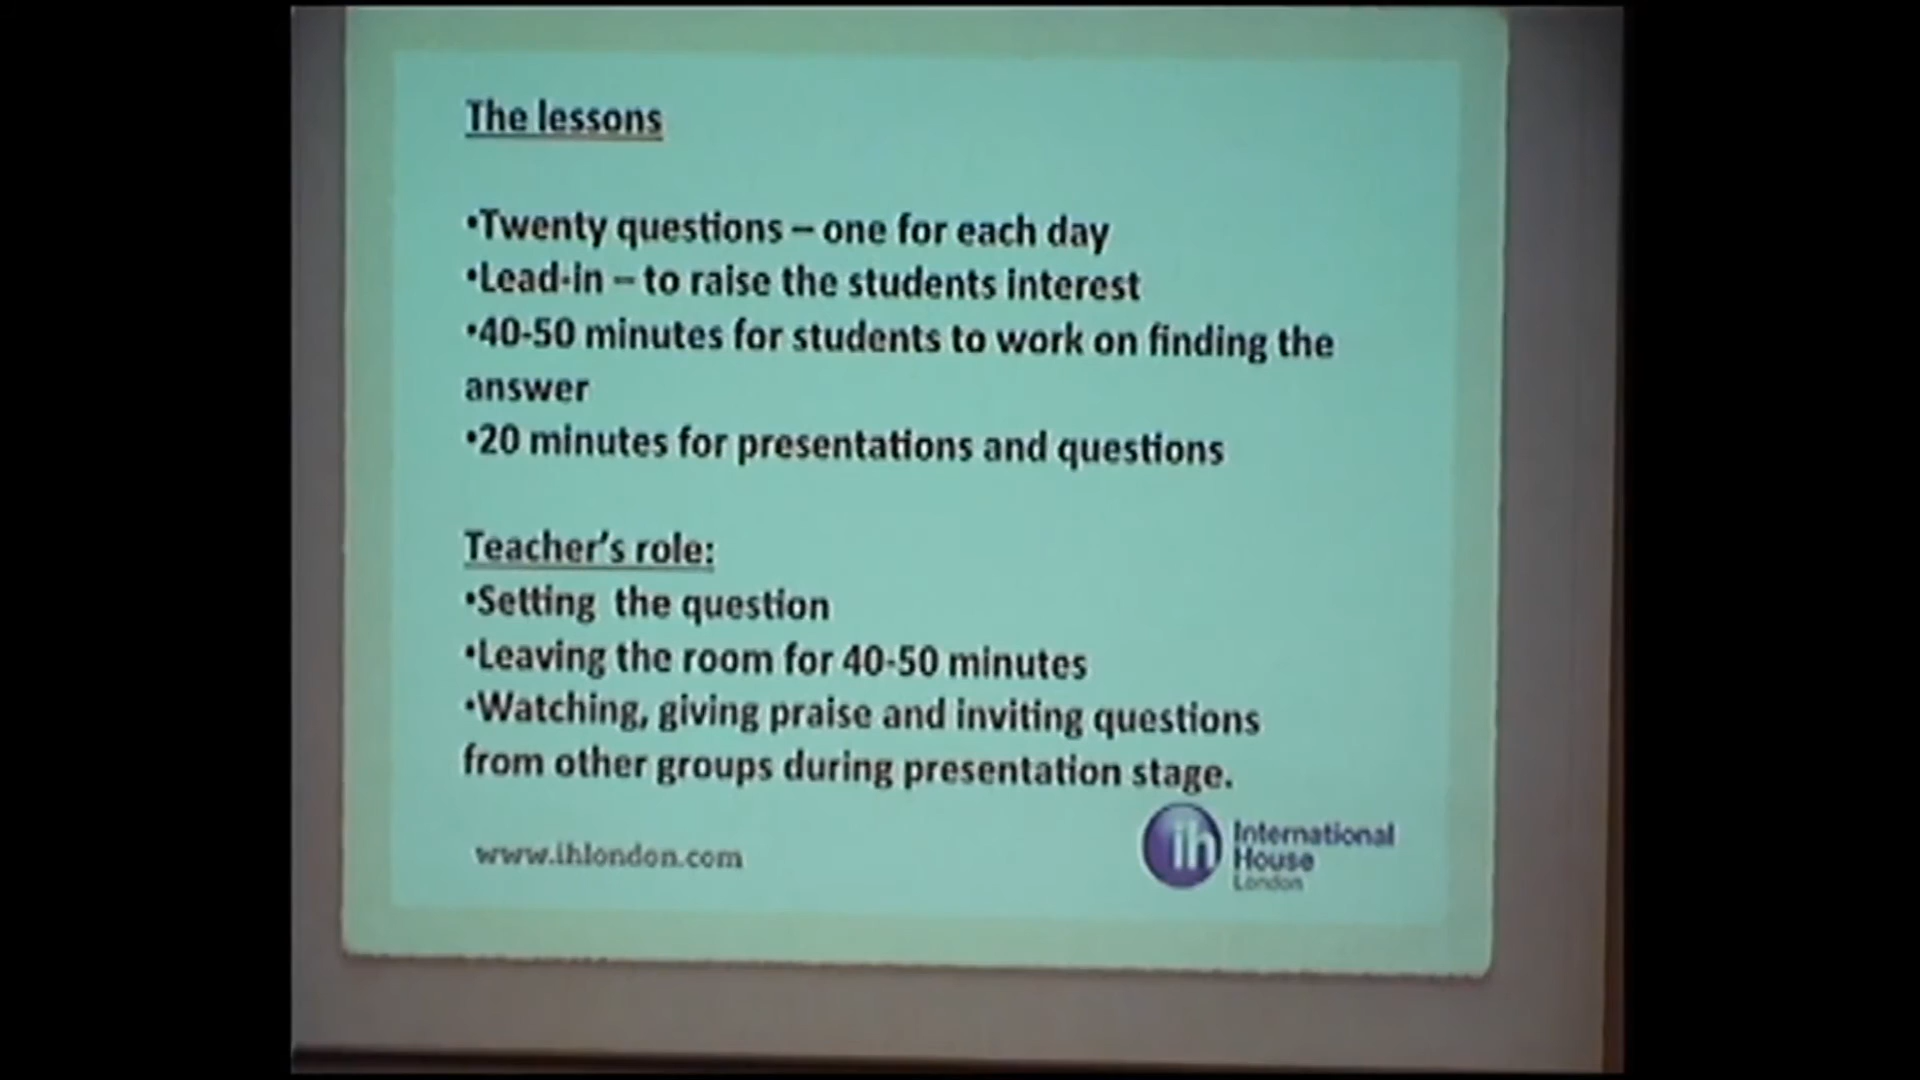 The lessons
•Twenty questions – one for each day
•Lead-in – to raise the students interest
•40-50 minutes for students to work on finding the
answer
•20 minutes for presentations and questions
Teacher's role:
•Setting the question
•Leaving the room for 40-50 minutes
•Watching, giving praise and inviting questions
from other groups during presentation stage.
www.ihlondon.com
ih
International
House
London